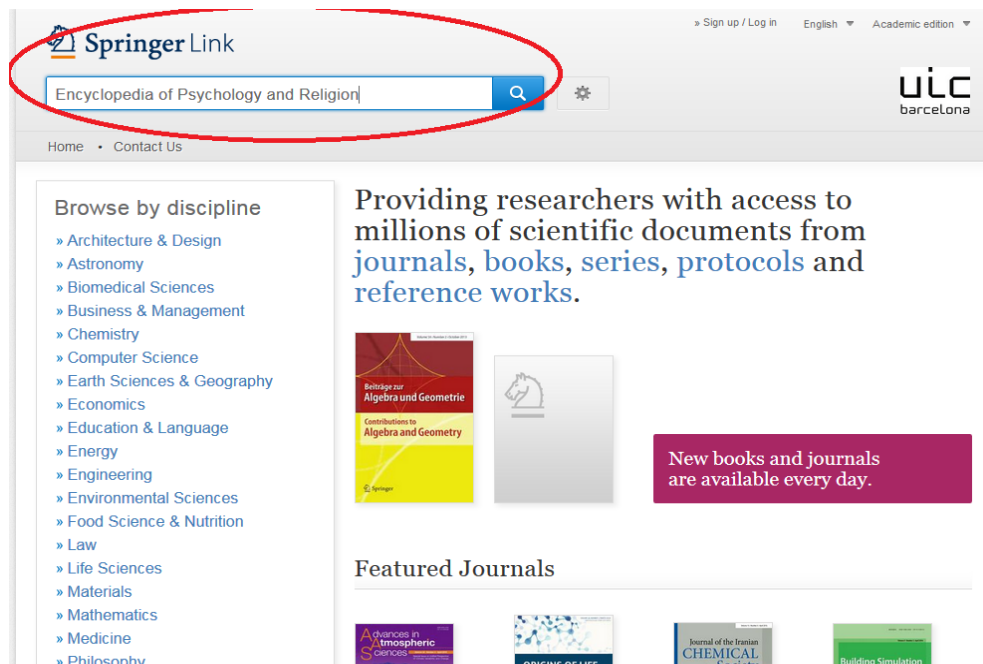 » Sign up / Log in English Academic edition
Springer Link
Encyclopedia of Psychology and Religion
uic
barcelona
Home • Contact Us
Browse by discipline
» Architecture & Design
» Astronomy
» Biomedical Sciences
» Business & Management
» Chemistry
» Computer Science
» Earth Sciences & Geography
» Economics
» Education & Language
» Energy
» Engineering
» Environmental Sciences
» Food Science & Nutrition
» Law
» Life Sciences
» Materials
» Mathematics
» Medicine
» Philosophy
Providing researchers with access to
millions of scientific documents from
journals, books, series, protocols and
reference works.
Beiträge zur
Algebra und Geometrie
Contributions to
Algebra and Geometry
Springer
New books and journals
are available every day.
Featured Journals
Advances in
Atmospheric
Sciences
ORIGINS OF LIFE
Journal of the Iranian
CHEMICAL
Society
Building Simulation